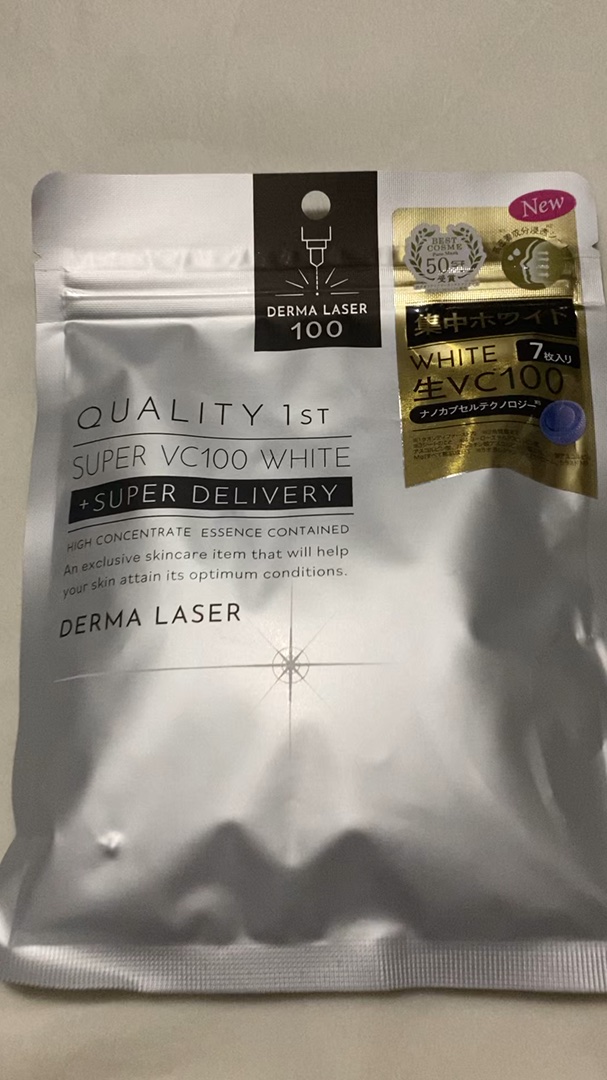 DERMA LASER
100
New
BEST
COSME
50
受賞
集中ホワイト
WHITE
7枚入り
生VC100
ナノカプセルテクノロジー
QUALITY 1ST
SUPER VC100 WHITE
+SUPER DELIVERY
HIGH CONCENTRATE ESSENCE CONTAINED
An exclusive skincare item that will help
your skin attain its optimum conditions.
DERMA LASER